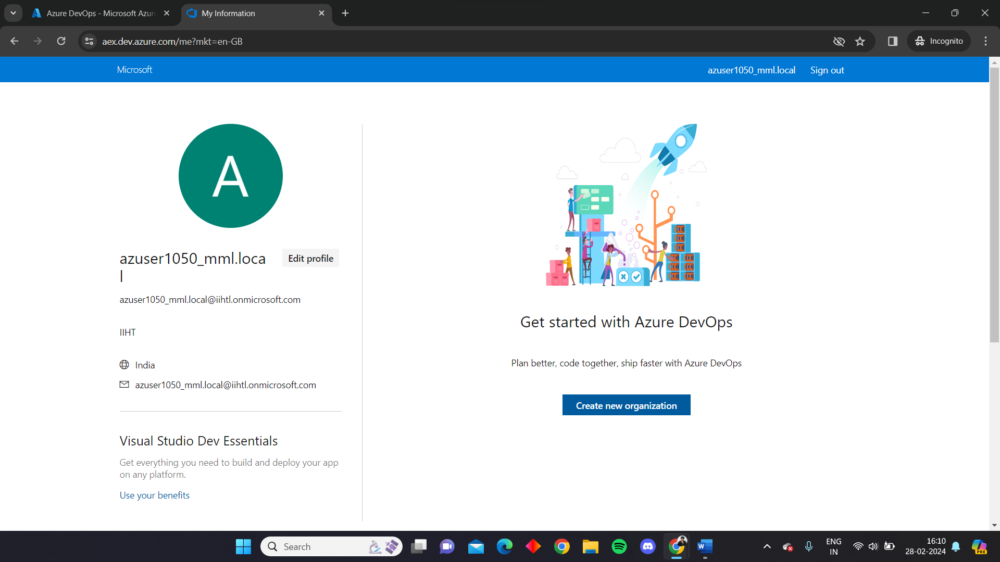 Azure DevOps - Microsoft Azur
My Information
aex.dev.azure.com/me?mkt=en-GB
Incognito
Microsoft
azuser1050_mml.local
Sign out
A
azuser1050_mml.loca
l
Edit profile
azuser1050_mml.local@iihtl.onmicrosoft.com
IIHT
India
azuser1050_mml.local@iihtl.onmicrosoft.com
Visual Studio Dev Essentials
Get everything you need to build and deploy your app
on any platform.
Use your benefits
Get started with Azure DevOps
Plan better, code together, ship faster with Azure DevOps
Create new organization
Search
W
ENG
IN
16:10
28-02-2024
PRE